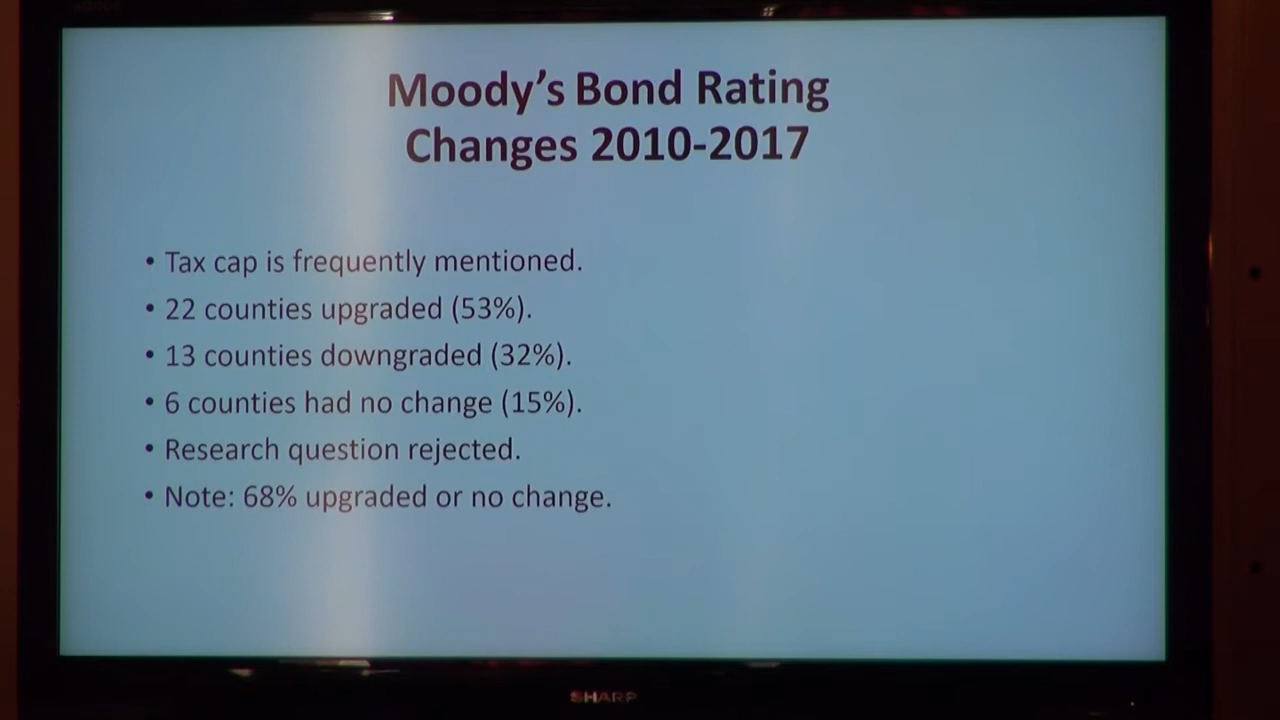 Moody's Bond Rating
Changes 2010-2017
• Tax cap is frequently mentioned.
• 22 counties upgraded (53%).
• 13 counties downgraded (32%).
• 6 counties had no change (15%).
• Research question rejected.
• Note: 68% upgraded or no change.
SHARP